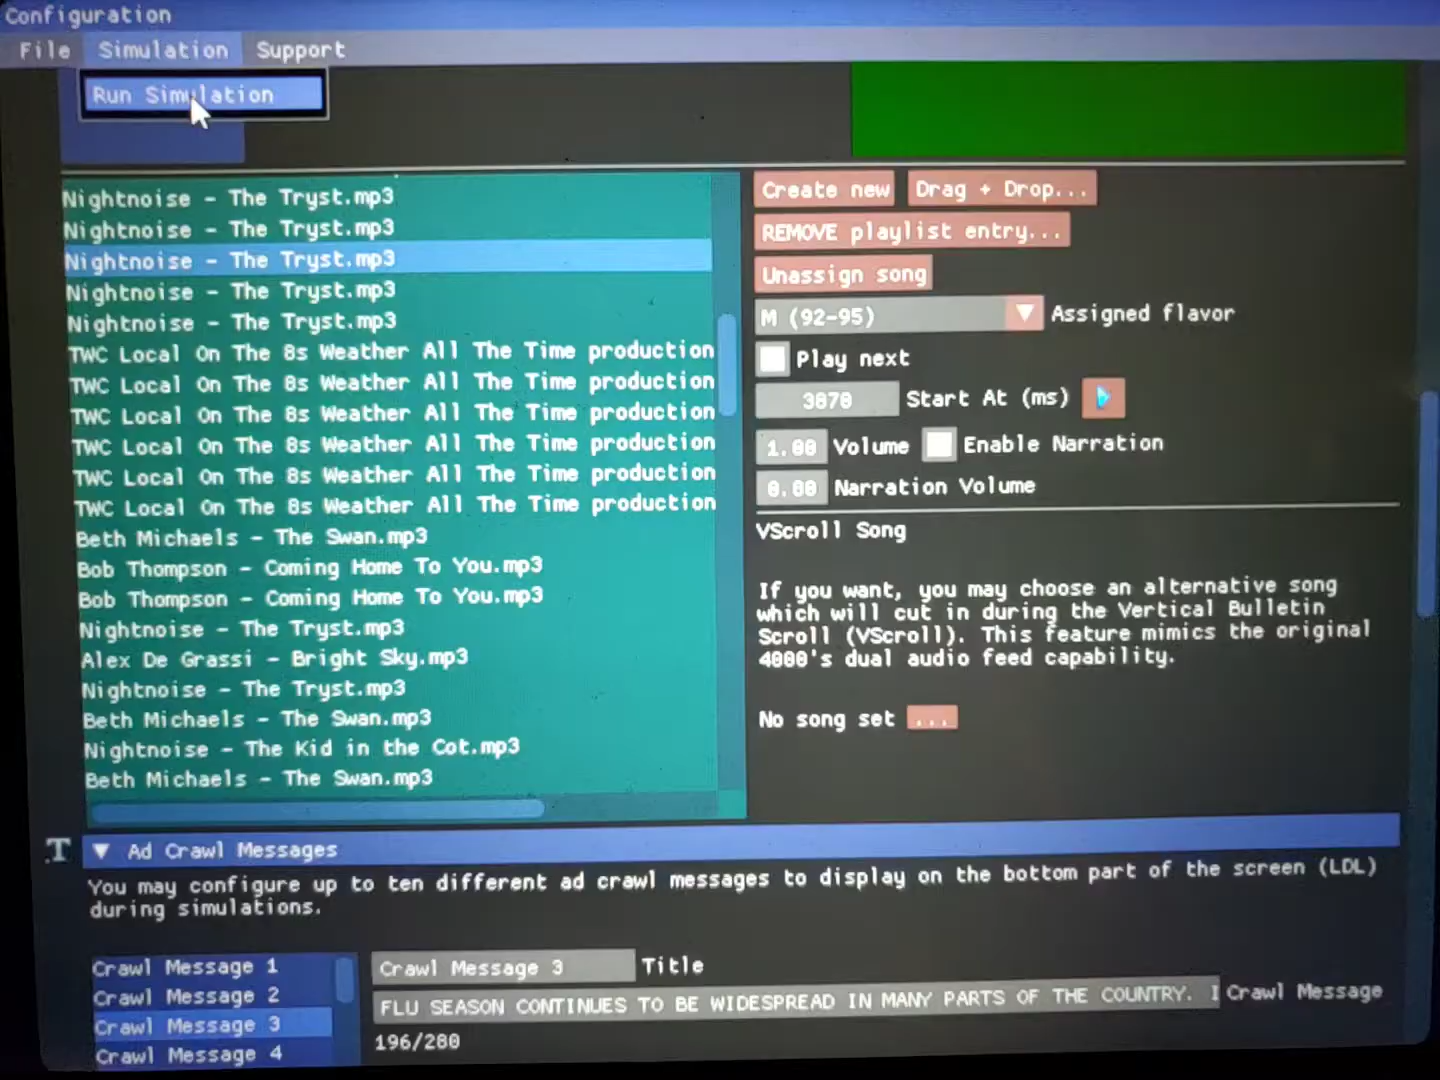 Configuration
File Simulation Support
Run Simulation
Nightnoise - The Tryst.mp3
Nightnoise - The Tryst.mp3
Nightnoise - The Tryst.mp3
Nightnoise - The Tryst.mp3
Nightnoise - The Tryst.mp3
TWC Local On The 8s Weather All The Time production
TWC Local On The 8s Weather All The Time production
TWC Local On The 8s Weather All The Time production
TWC Local On The 8s Weather All The Time production
TWC Local On The 8s Weather All The Time production
TWC Local On The 8s Weather All The Time production
Beth Michaels - The Swan.mp3
Bob Thompson - Coming Home To You.mp3
Bob Thompson - Coming Home To You.mp3
Nightnoise - The Tryst.mp3
Alex De Grassi - Bright Sky.mp3
Nightnoise - The Tryst.mp3
Beth Michaels - The Swan.mp3
Nightnoise - The Kid in the Cot.mp3
Beth Michaels - The Swan.mp3
Create new Drag + Drop...
REMOVE playlist entry...
Unassign song
M (92-95) Assigned flavor
Play next
3870 Start At (ms)
1.00 Volume Enable Narration
0.00 Narration Volume
VScroll Song
If you want, you may choose an alternative song
which will cut in during the Vertical Bulletin
Scroll (VScroll). This feature mimics the original
4000's dual audio feed capability.
No song set ...
Ad Crawl Messages
You may configure up to ten different ad crawl messages to display on the bottom part of the screen (LDL)
during simulations.
Crawl Message 1
Crawl Message 2
Crawl Message 3
Crawl Message 4
Crawl Message 3 Title
FLU SEASON CONTINUES TO BE WIDESPREAD IN MANY PARTS OF THE COUNTRY. I Crawl Message
196/280